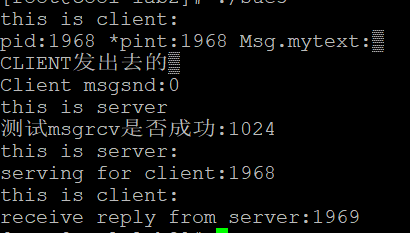 this is client:
pid:1968 *pint:1968 Msg.mytext:▒
CLIENT发出去的▒
Client msgsnd:0
this is server
测试msgrcv是否成功:1024
this is server:
serving for client:1968
this is client:
receive reply from server:1969